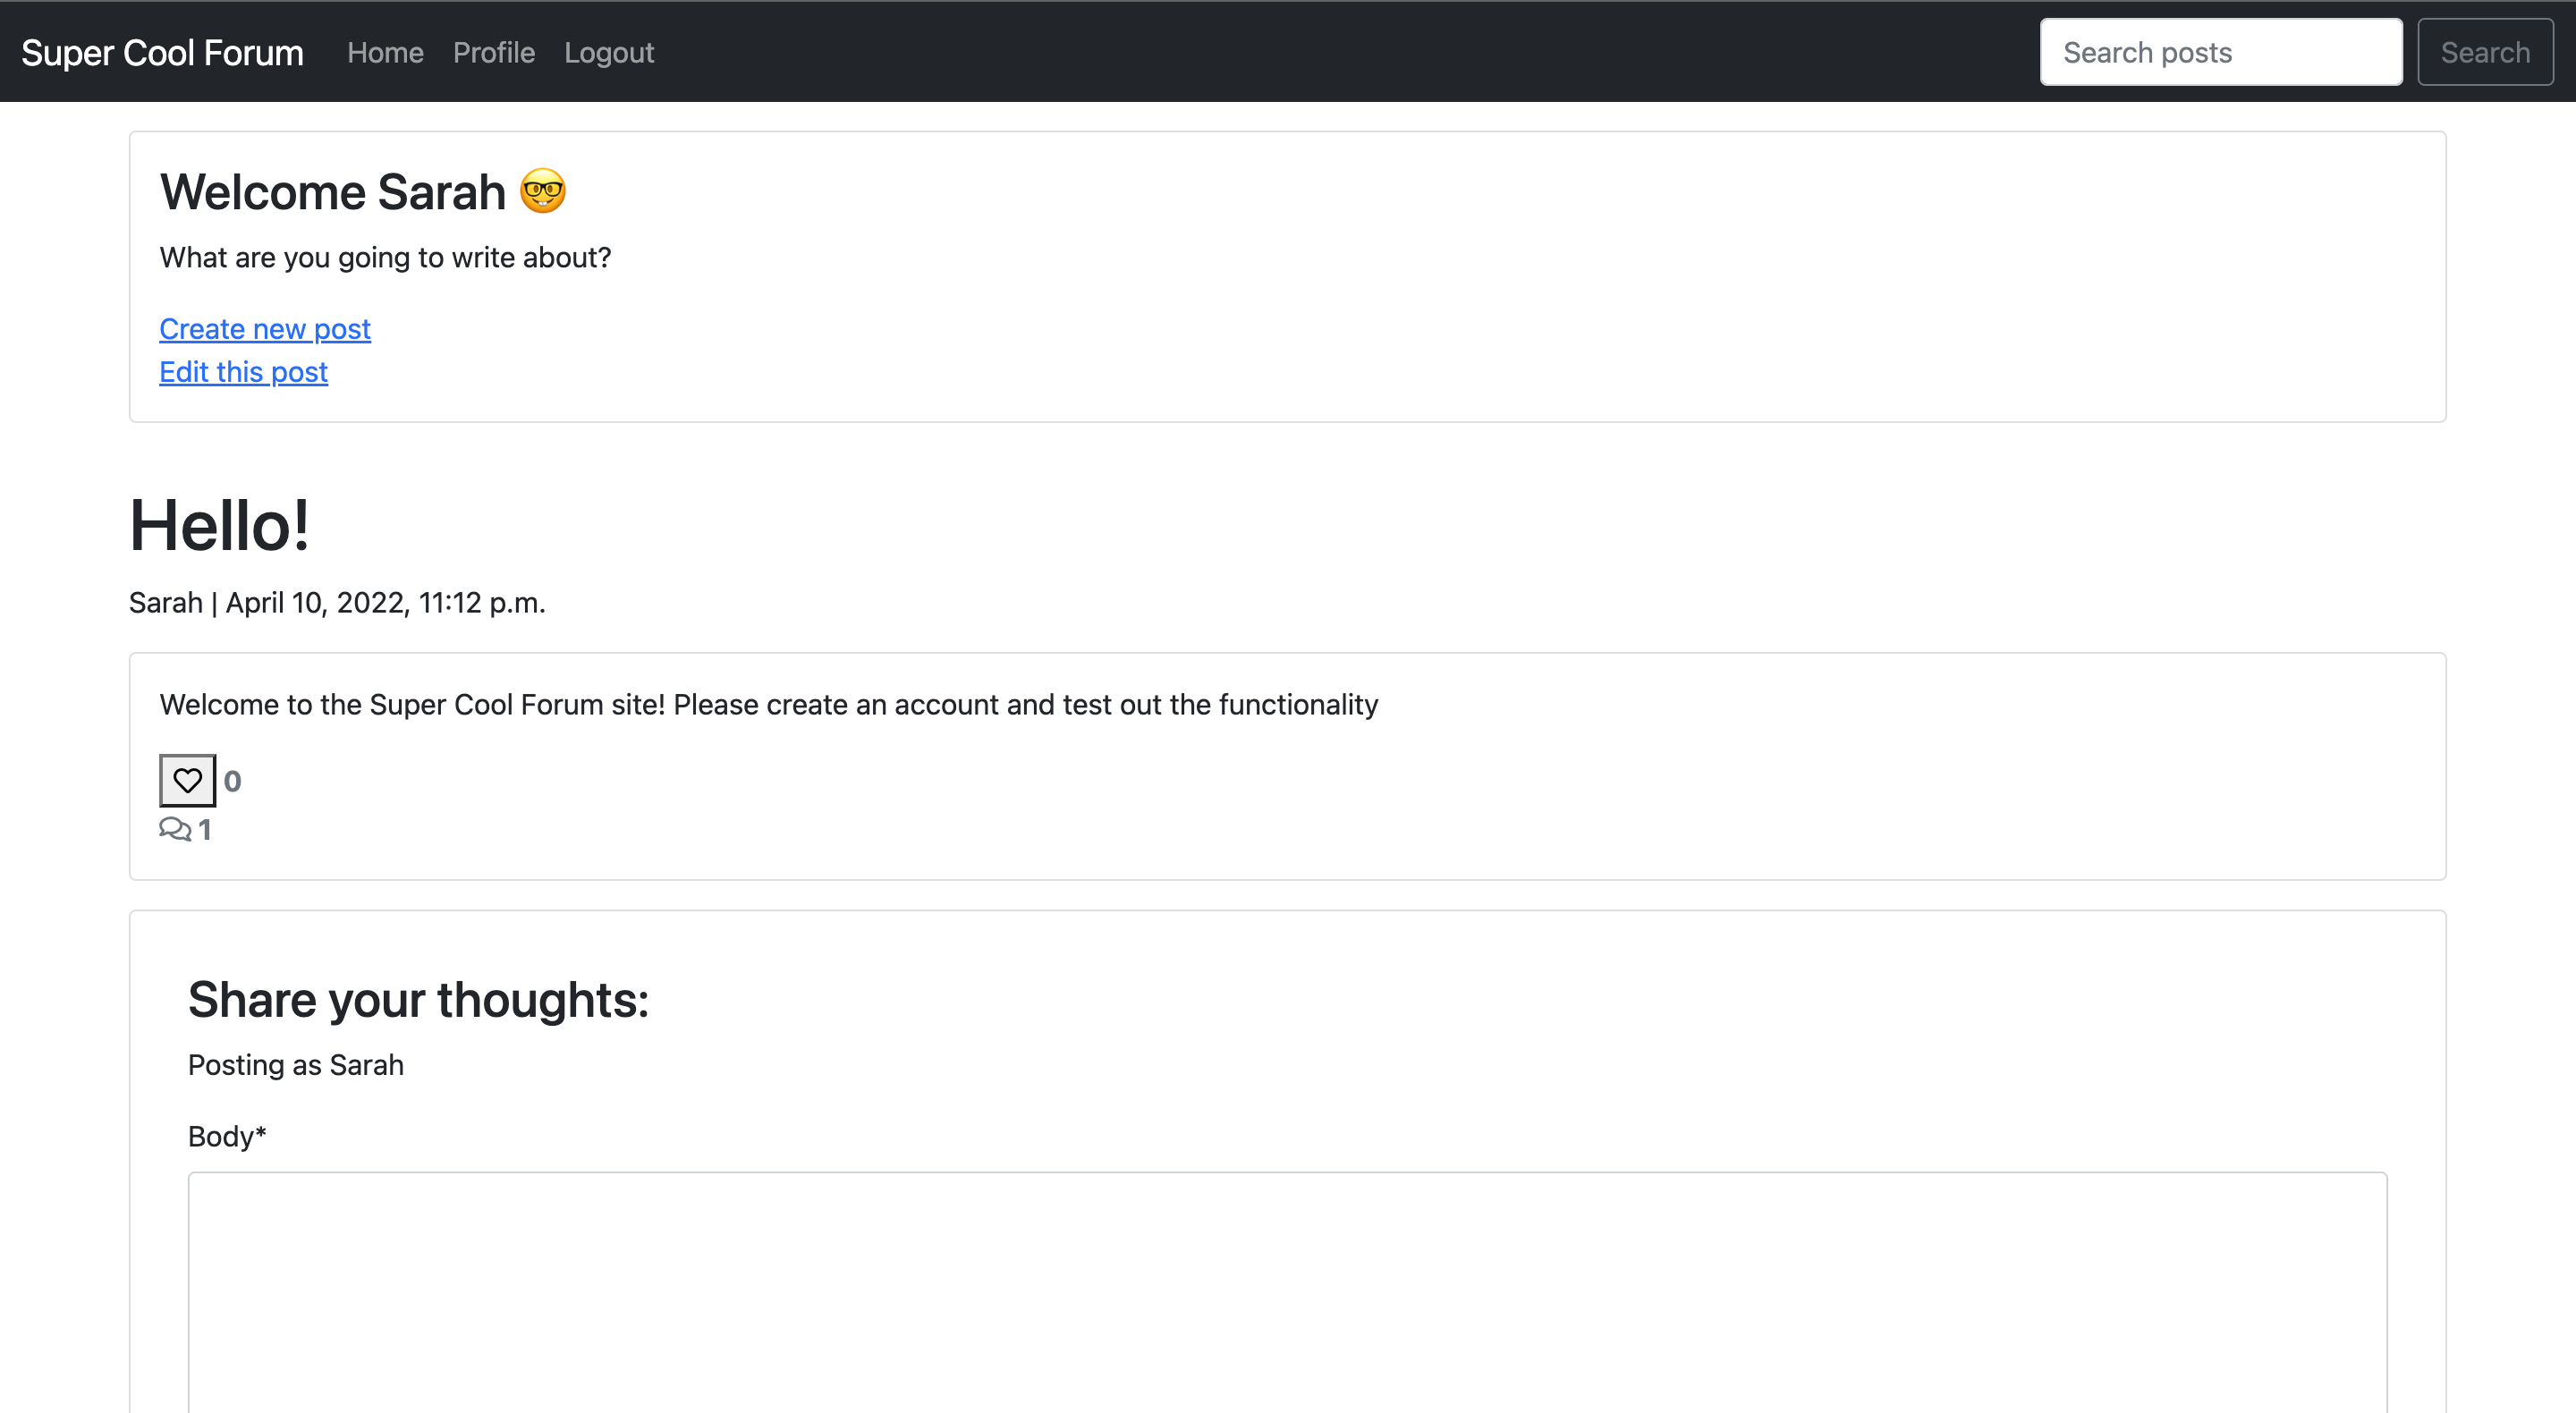 Super Cool Forum Home Profile Logout Search posts Search
Welcome Sarah 🤓
What are you going to write about?
Create new post
Edit this post
Hello!
Sarah | April 10, 2022, 11:12 p.m.
Welcome to the Super Cool Forum site! Please create an account and test out the functionality
0
1
Share your thoughts:
Posting as Sarah
Body*